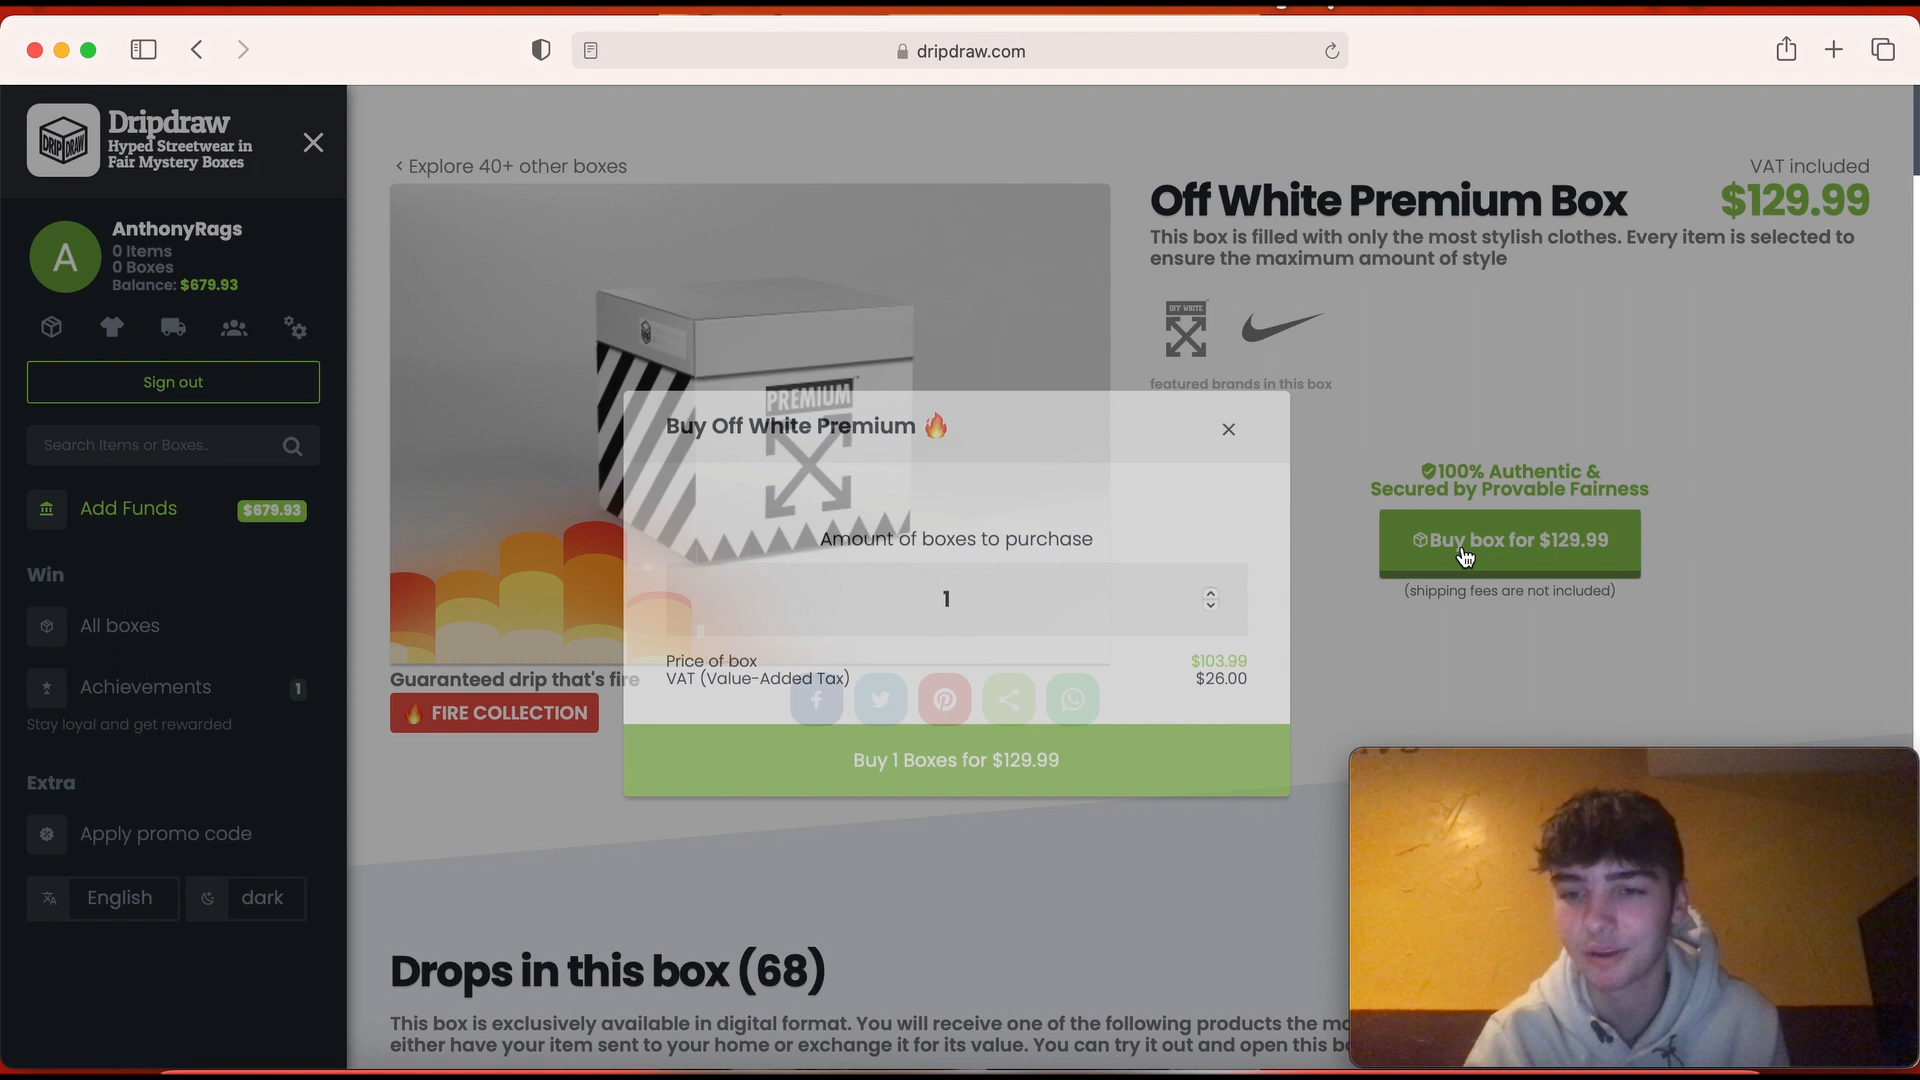 dripdraw.com
DRIP DRAW
Dripdraw
Hyped Streetwear in
Fair Mystery Boxes
A
AnthonyRags
0 Items
0 Boxes
Balance: $679.93
Sign out
Search Items or Boxes..
Add Funds
$679.93
Win
All boxes
Achievements
1
Stay loyal and get rewarded
Extra
Apply promo code
English
dark
< Explore 40+ other boxes
PREMIUM
Guaranteed drip that's fire
FIRE COLLECTION
Off White Premium Box
VAT included
$129.99
This box is filled with only the most stylish clothes. Every item is selected to
ensure the maximum amount of style
OFF WHITE
featured brands in this box
100% Authentic &
Secured by Provable Fairness
Buy box for $129.99
(shipping fees are not included)
Buy Off White Premium 🔥
Amount of boxes to purchase
1
Price of box $103.99
VAT (Value-Added Tax) $26.00
Buy 1 Boxes for $129.99
Drops in this box (68)
This box is exclusively available in digital format. You will receive one of the following products the
either have your item sent to your home or exchange it for its value. You can try it out and open this